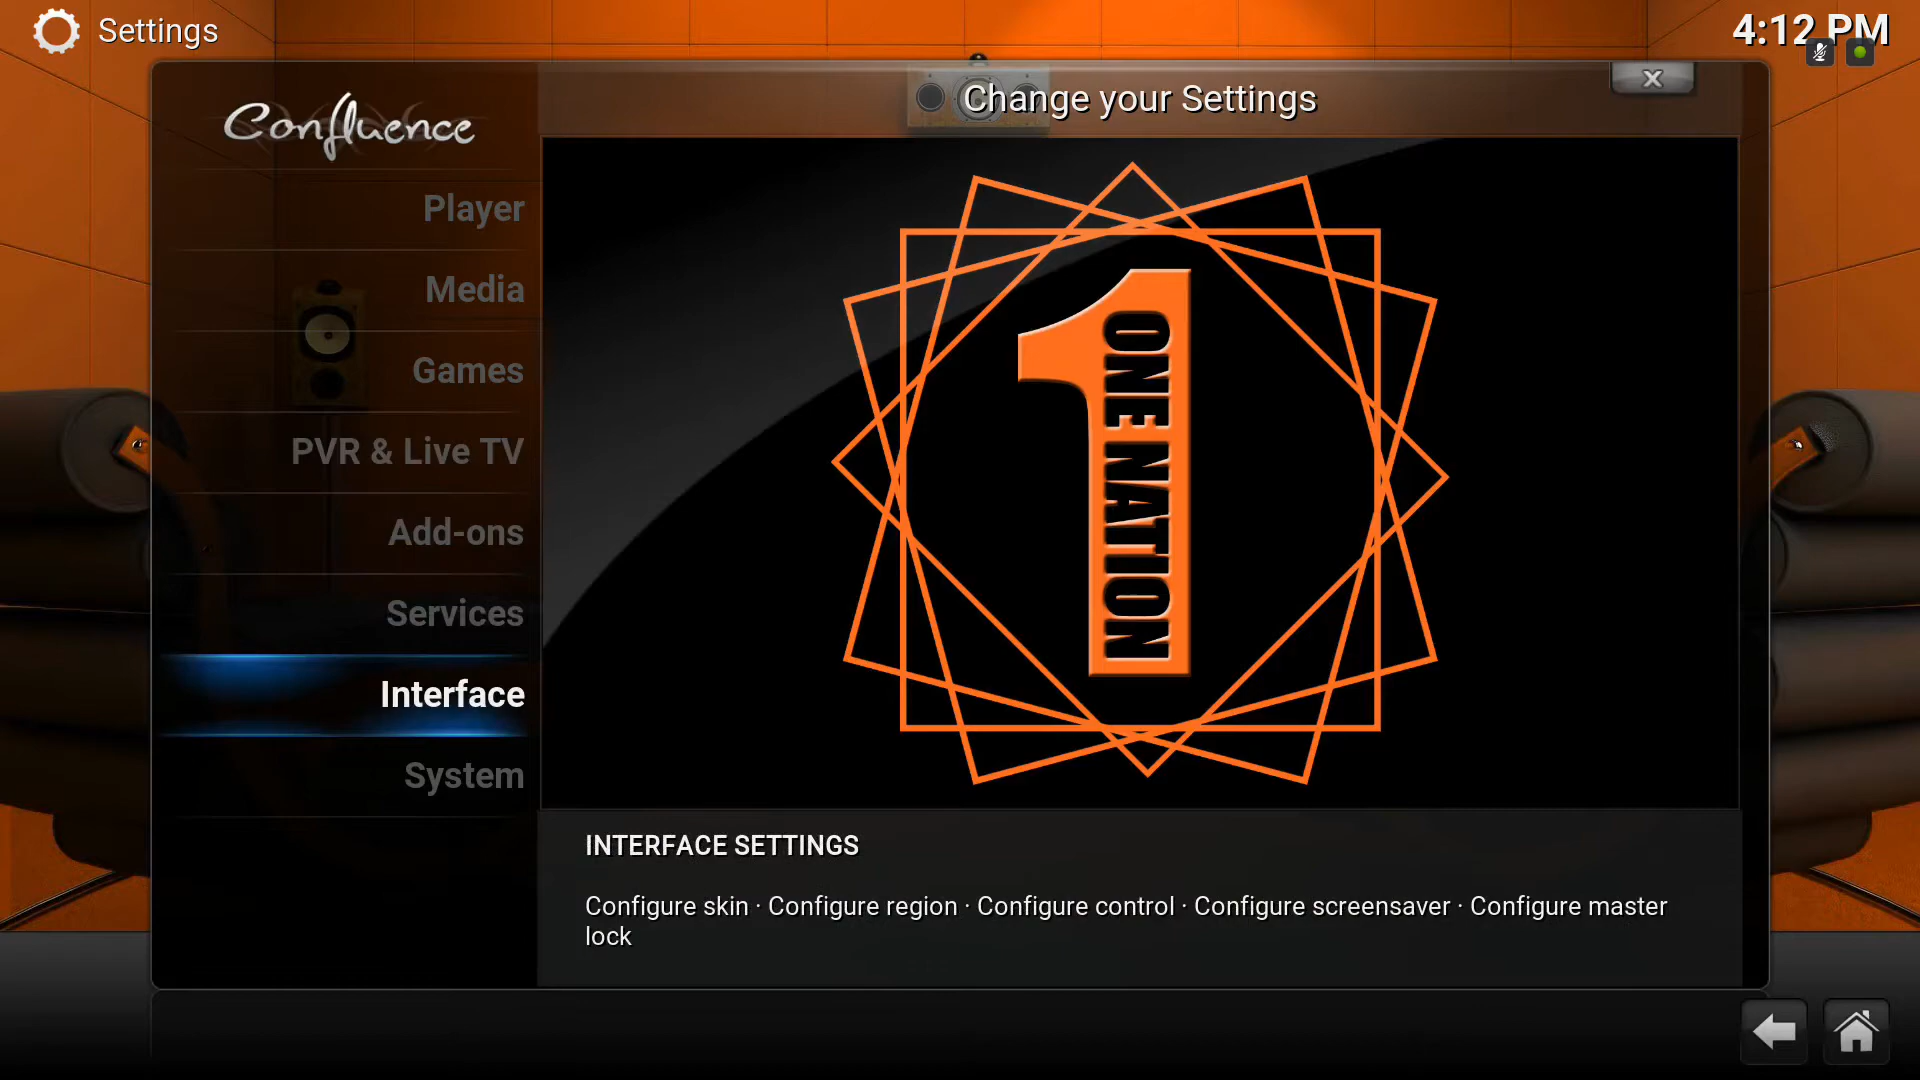 Settings
4:12 PM
Confluence
Change your Settings
X
Player
Media
Games
PVR & Live TV
Add-ons
Services
Interface
System
1
ONE NATION
INTERFACE SETTINGS
Configure skin · Configure region · Configure control · Configure screensaver · Configure master
lock